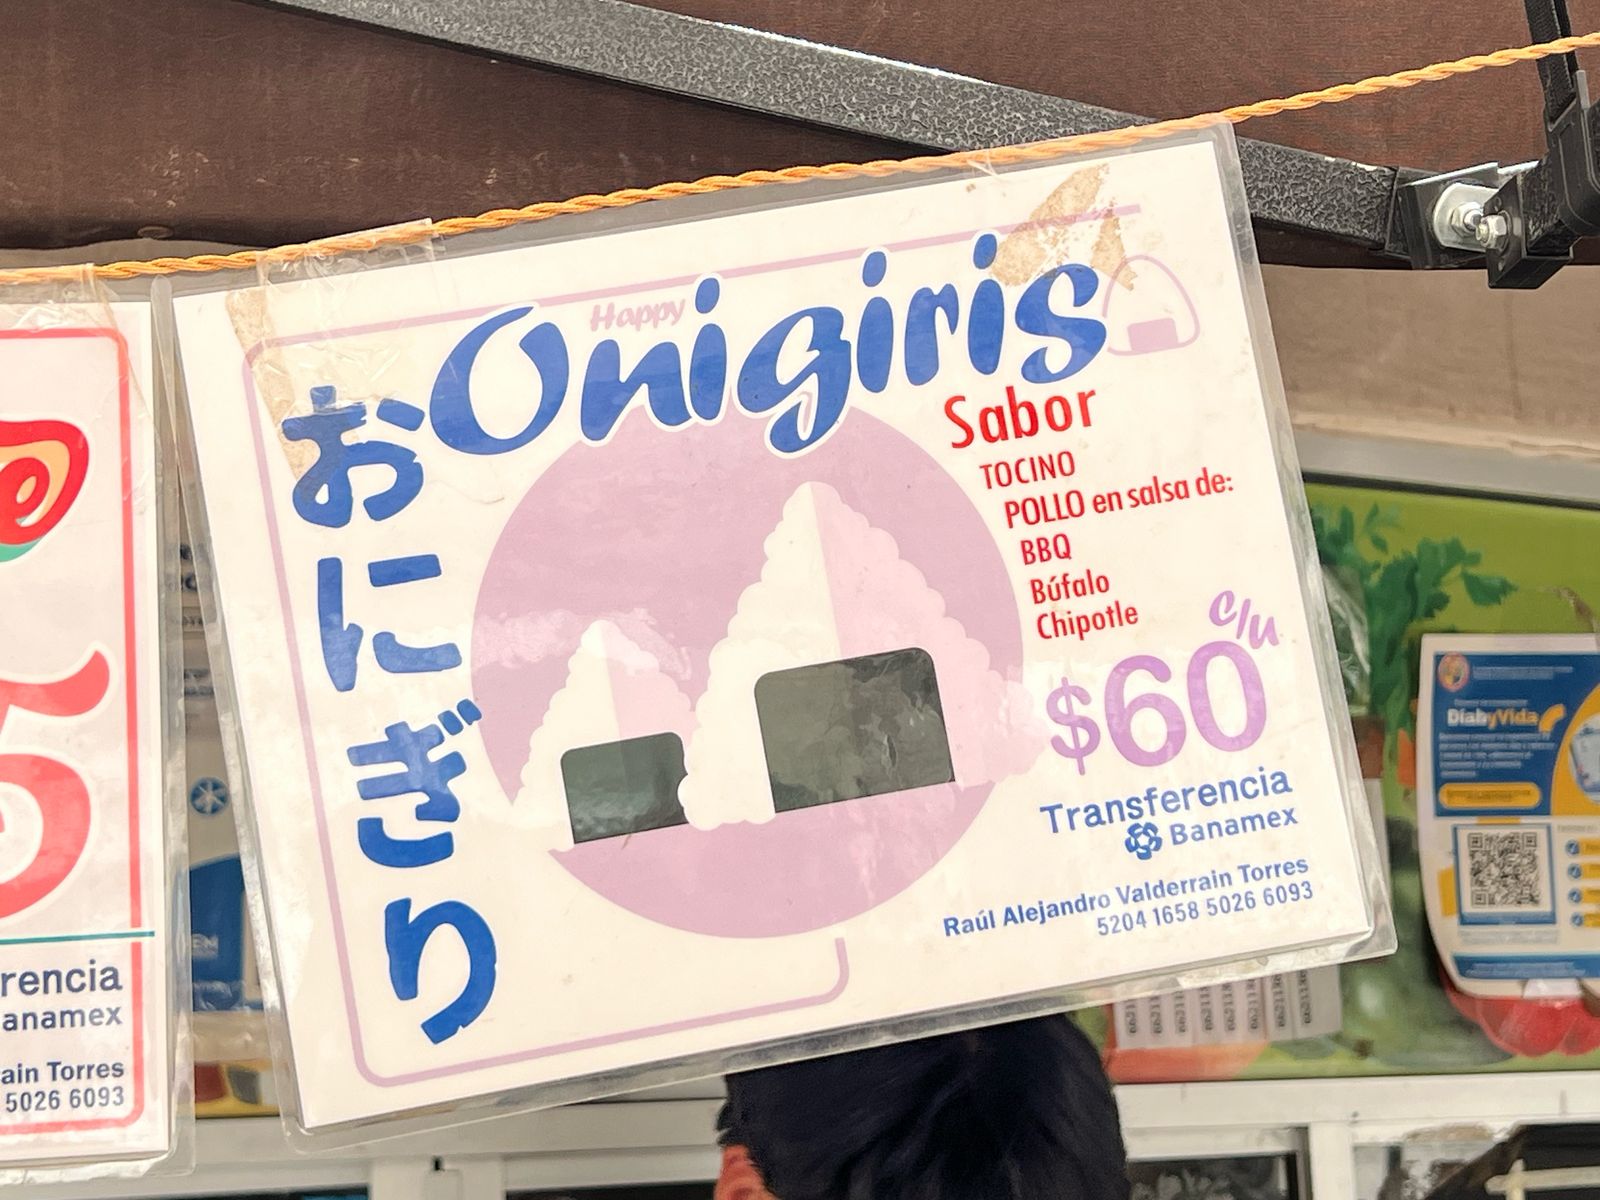 Happy
Onigiris
おにぎり
Sabor
TOCINO
POLLO en salsa de:
BBQ
Búfalo
Chipotle
$60 c/u
Transferencia
Banamex
Raúl Alejandro Valderrain Torres
5204 1658 5026 6093
rencia
anamex
ain Torres
5026 6093
DiabyVida